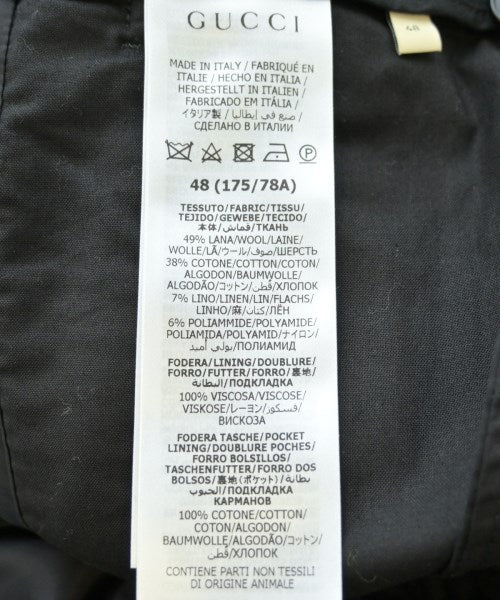 GUCCI
48
MADE IN ITALY / FABRIQUÉ EN
ITALIE / HECHO EN ITALIA /
HERGESTELLT IN ITALIEN /
FABRICADO EM ITÁLIA /
イタリア製 / صنع في إيطاليا /
СДЕЛАНО В ИТАЛИИ
P
48 (175/78A)
TESSUTO/FABRIC/TISSU/
TEJIDO/GEWEBE/TECIDO/
本体/قماش/ТКАНЬ
49% LANA/WOOL/LAINE/
WOLLE/LÃ/ウール/صوف/ШЕРСТЬ
38% COTONE/COTTON/COTON/
ALGODON/BAUMWOLLE/
ALGODÃO/コットン/قطن/ХЛОПОК
7% LINO/LINEN/LIN/FLACHS/
LINHO/麻/كتان/ЛЁН
6% POLIAMMIDE/POLYAMIDE/
POLIAMIDA/POLYAMID/ナイロン/
بولي أميد/ПОЛИАМИД
FODERA/LINING/DOUBLURE/
FORRO/FUTTER/FORRO/裏地/
البطانة/ПОДКЛАДКА
100% VISCOSA/VISCOSE/
VISKOSE/レーヨン/فسكوز/
ВИСКОЗА
FODERA TASCHE/POCKET
LINING/DOUBLURE POCHES/
FORRO BOLSILLOS/
TASCHENFUTTER/FORRO DOS
BOLSOS/裏地(ポケット)/بطانة
الجيوب/ПОДКЛАДКА
КАРМАНОВ
100% COTONE/COTTON/
COTON/ALGODON/
BAUMWOLLE/ALGODÃO/コットン/
قطن/ХЛОПОК
CONTIENE PARTI NON TESSILI
DI ORIGINE ANIMALE